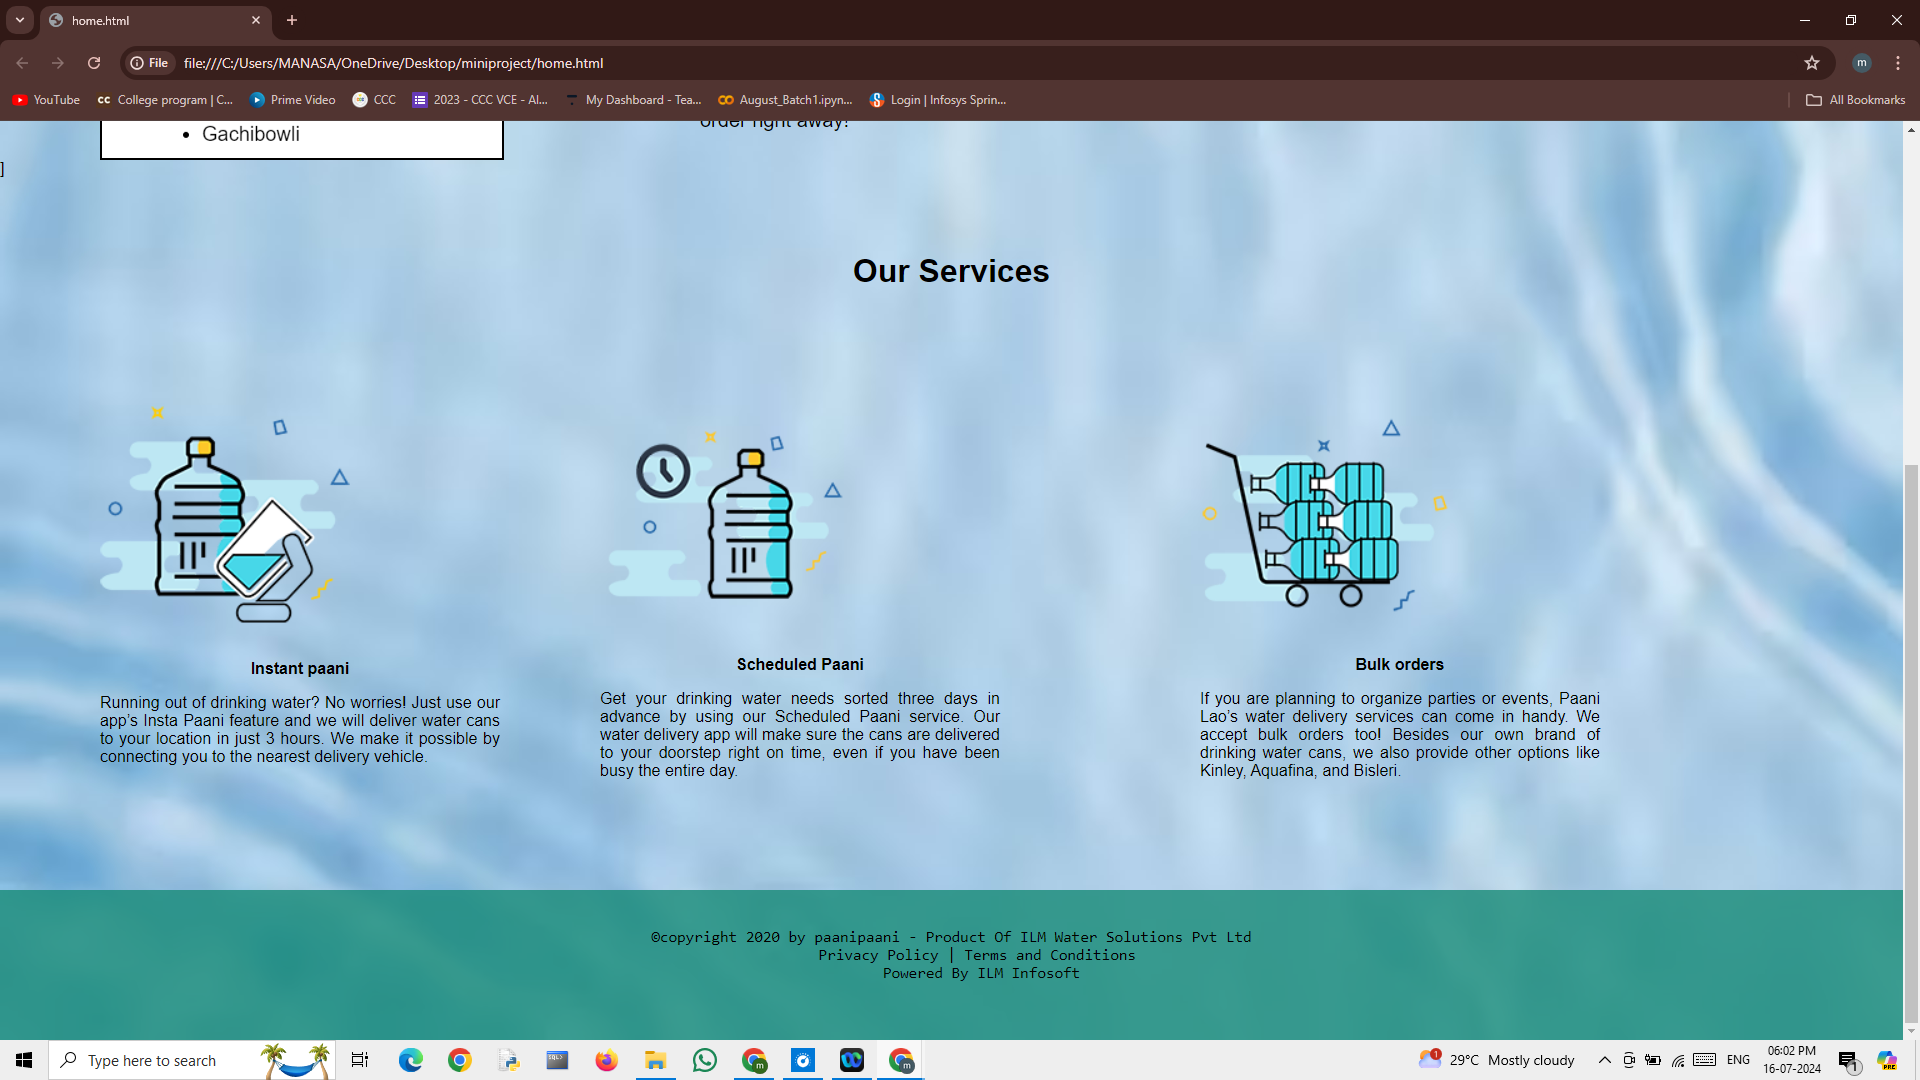 home.html
File
file:///C:/Users/MANASA/OneDrive/Desktop/miniproject/home.html
m
YouTube
CC College program | C...
Prime Video
CCC
2023 - CCC VCE - AI...
My Dashboard - Tea...
August_Batch1.ipyn...
Login | Infosys Sprin...
All Bookmarks
order right away!
• Gachibowli
]
Our Services
Instant paani
Running out of drinking water? No worries! Just use our
app’s Insta Paani feature and we will deliver water cans
to your location in just 3 hours. We make it possible by
connecting you to the nearest delivery vehicle.
Scheduled Paani
Get your drinking water needs sorted three days in
advance by using our Scheduled Paani service. Our
water delivery app will make sure the cans are delivered
to your doorstep right on time, even if you have been
busy the entire day.
Bulk orders
If you are planning to organize parties or events, Paani
Lao’s water delivery services can come in handy. We
accept bulk orders too! Besides our own brand of
drinking water cans, we also provide other options like
Kinley, Aquafina, and Bisleri.
©copyright 2020 by paanipaani - Product Of ILM Water Solutions Pvt Ltd
Privacy Policy | Terms and Conditions
Powered By ILM Infosoft
Type here to search
m
m
1
29°C Mostly cloudy
ENG
06:02 PM
16-07-2024
1
PRE